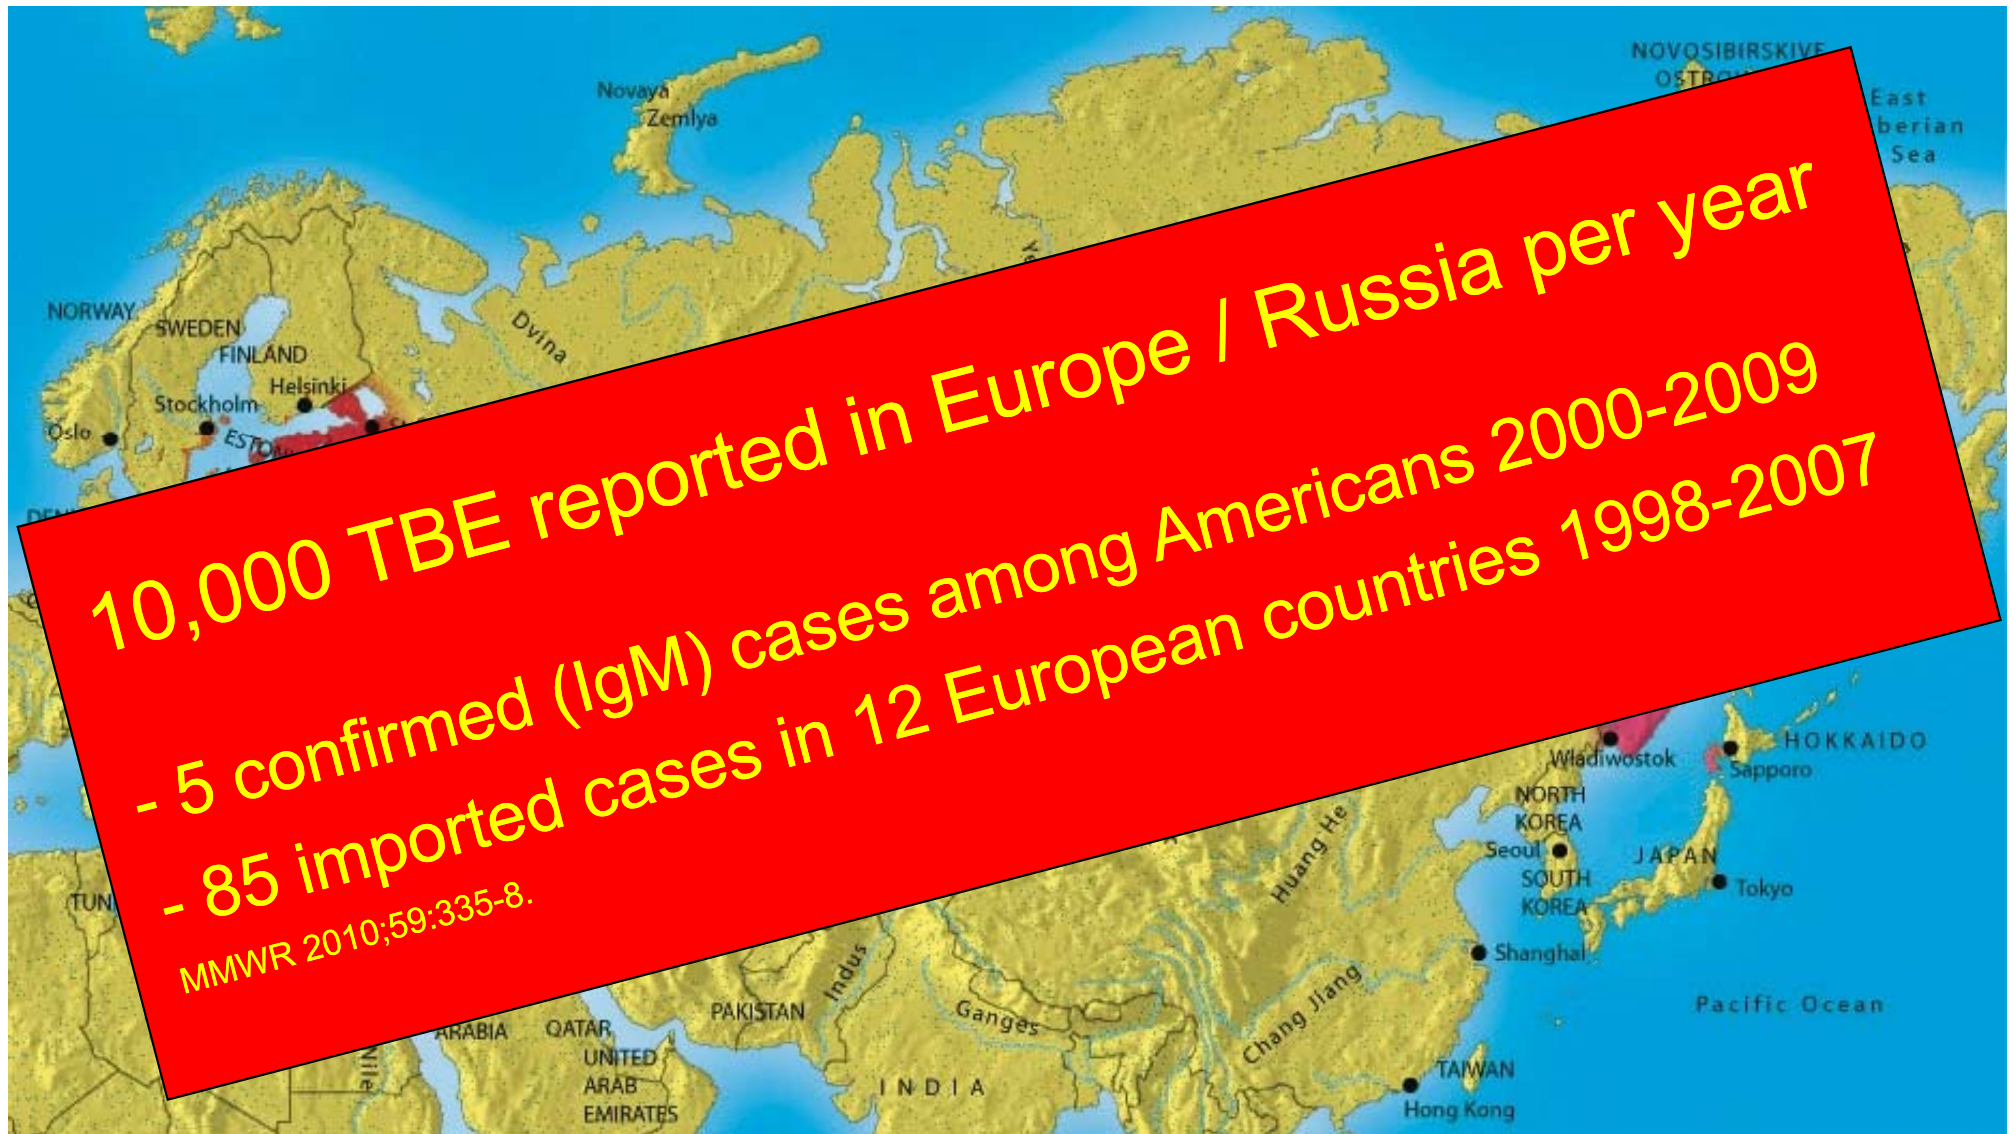 NOVOSIBIRSKIVE
Novaya
Zemlya
East
Sea
NORWAY
SWEDEN
FINLAND
Helsinki
Stockholm
Oslo
Dvina
10,000 TBE reported in Europe / Russia per year
- 5 confirmed (IgM) cases among Americans 2000-2009
- 85 imported cases in 12 European countries 1998-2007
MMWR 2010;59:335-8.
Wladiwostok
HOKKAIDO
Sapporo
NORTH
KOREA
Seoul
JAPAN
SOUTH
KOREA
Tokyo
Huang He
Shanghai
Indus
PAKISTAN
Ganges
Chang Jiang
Pacific Ocean
ARABIA
QATAR
UNITED
ARAB
EMIRATES
Nile
INDIA
TAIWAN
Hong Kong